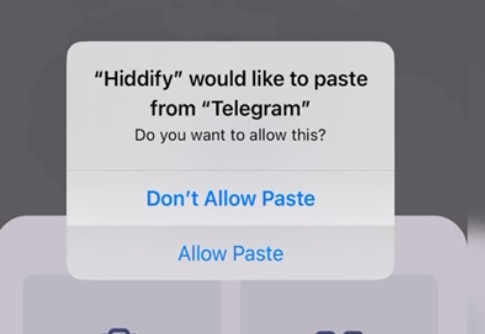 “Hiddify” would like to paste
from “Telegram”
Do you want to allow this?
Don’t Allow Paste
Allow Paste